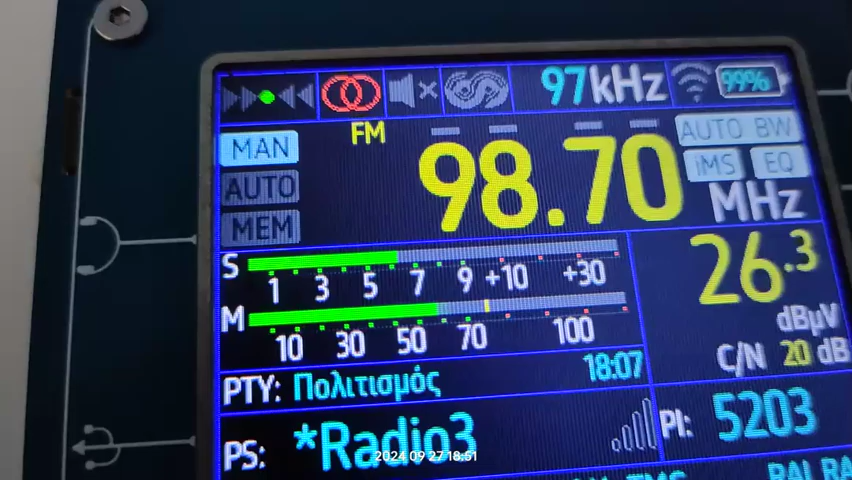 97kHz 99%
FM AUTO BW
MAN 98.70 iMS EQ
AUTO MHz
MEM
S 26.3
1 3 5 7 9 +10 +30
M dBµV
10 30 50 70 100 C/N 20 dB
PTY: Πολιτισμός 18:07
PS: *Radio3 PI: 5203
2024 09 27 18:51